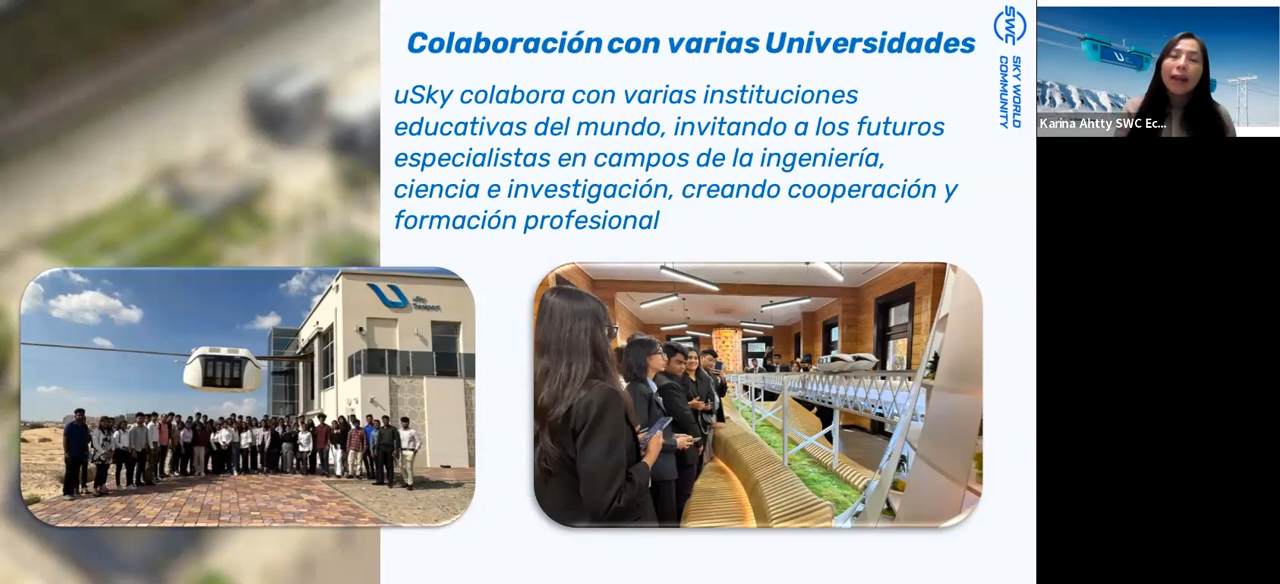 Colaboración con varias Universidades
uSky colabora con varias instituciones
educativas del mundo, invitando a los futuros
especialistas en campos de la ingeniería,
ciencia e investigación, creando cooperación y
formación profesional
SWC
SKY WORLD
COMMUNITY
Karina Ahtty SWC Ec...
uSky
Transport